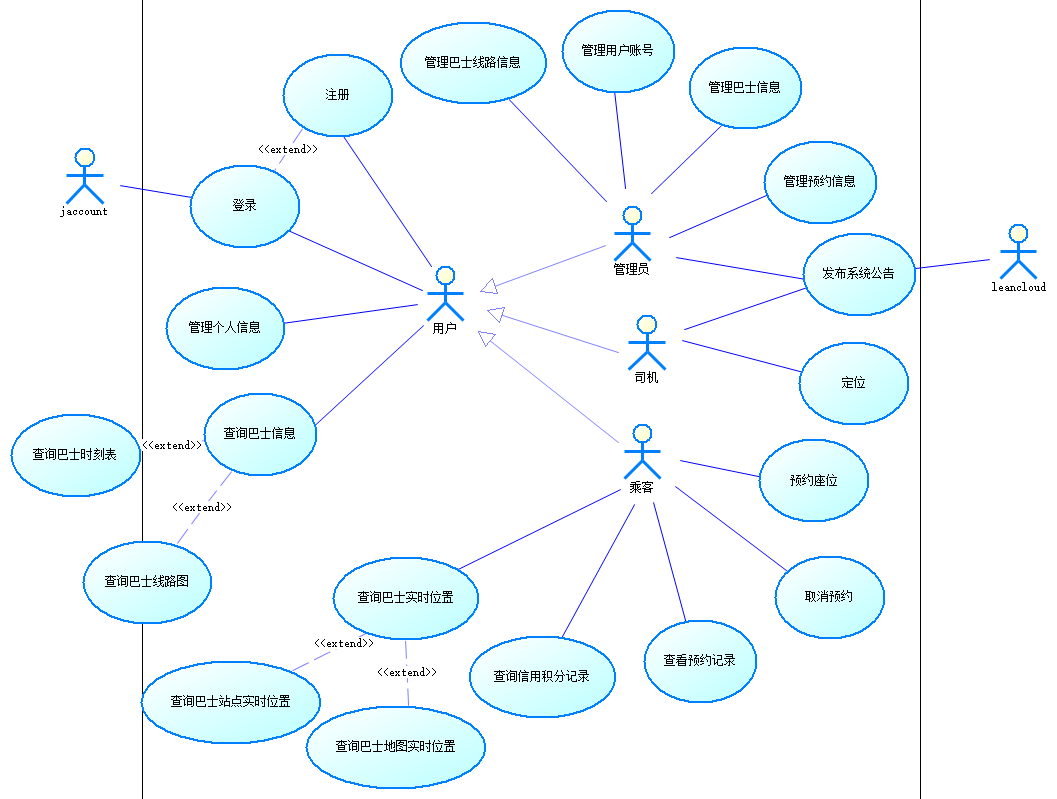 管理用户账号
管理巴士线路信息
管理巴士信息
注册
<<extend>>
管理预约信息
jaccount
登录
管理员
发布系统公告
leancloud
管理个人信息
用户
司机
定位
查询巴士信息
<<extend>>
查询巴士时刻表
预约座位
乘客
<<extend>>
查询巴士线路图
查询巴士实时位置
取消预约
<<extend>>
查看预约记录
<<extend>>
查询信用积分记录
查询巴士站点实时位置
查询巴士地图实时位置